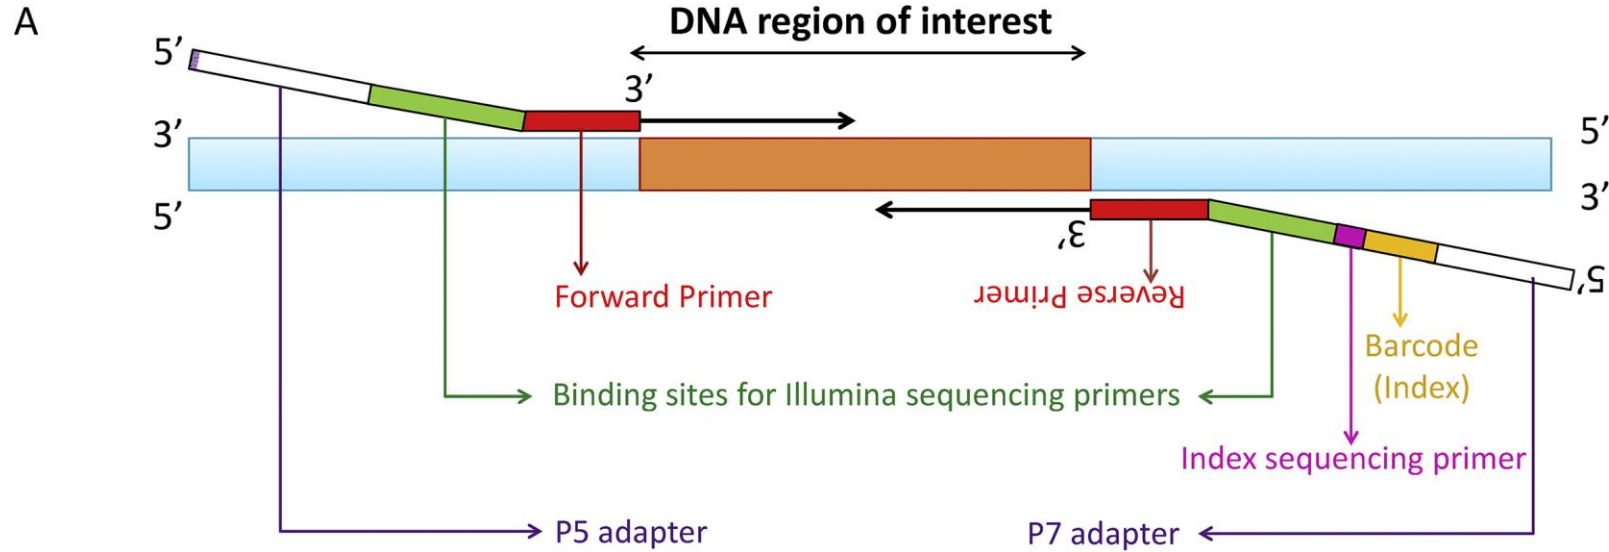 A
DNA region of interest
5’
3’
3’
5’
5’
3’
3’
5’
Forward Primer
Reverse Primer
Barcode
(Index)
Binding sites for Illumina sequencing primers
Index sequencing primer
P5 adapter
P7 adapter